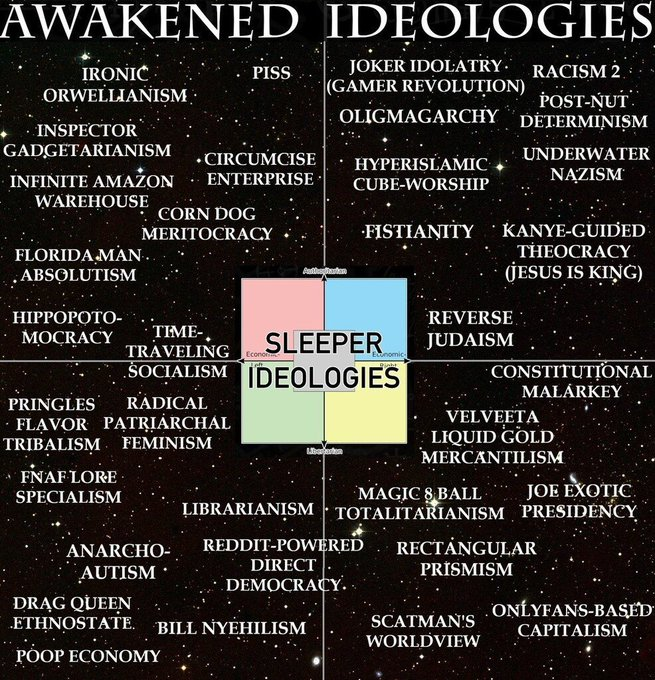 AWAKENED IDEOLOGIES
IRONIC
ORWELLIANISM
PISS
INSPECTOR
GADGETARIANISM
CIRCUMCISE
ENTERPRISE
INFINITE AMAZON
WAREHOUSE
CORN DOG
MERITOCRACY
FLORIDA MAN
ABSOLUTISM
HIPPOPOTO-
MOCRACY
TIME-
TRAVELING
SOCIALISM
JOKER IDOLATRY
(GAMER REVOLUTION)
RACISM 2
OLIGMAGARCHY
POST-NUT
DETERMINISM
HYPERISLAMIC
CUBE-WORSHIP
UNDERWATER
NAZISM
FISTIANITY
KANYE-GUIDED
THEOCRACY
(JESUS IS KING)
REVERSE
JUDAISM
Authoritarian
SLEEPER
Economic-Left
Economic-Right
IDEOLOGIES
Libertarian
PRINGLES
FLAVOR
TRIBALISM
RADICAL
PATRIARCHAL
FEMINISM
FNAF LORE
SPECIALISM
LIBRARIANISM
ANARCHO-
AUTISM
REDDIT-POWERED
DIRECT
DEMOCRACY
DRAG QUEEN
ETHNOSTATE
BILL NYEHILISM
POOP ECONOMY
CONSTITUTIONAL
MALARKEY
VELVEETA
LIQUID GOLD
MERCANTILISM
MAGIC 8 BALL
TOTALITARIANISM
JOE EXOTIC
PRESIDENCY
RECTANGULAR
PRISMISM
SCATMAN'S
WORLDVIEW
ONLYFANS-BASED
CAPITALISM